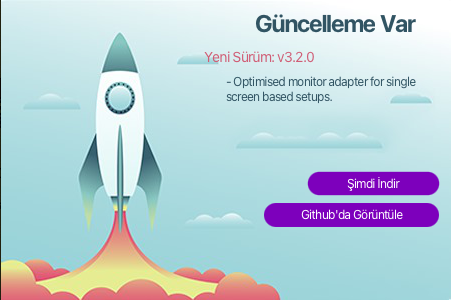 Güncelleme Var
Yeni Sürüm: v3.2.0
- Optimised monitor adapter for single
screen based setups.
Şimdi İndir
Github'da Görüntüle